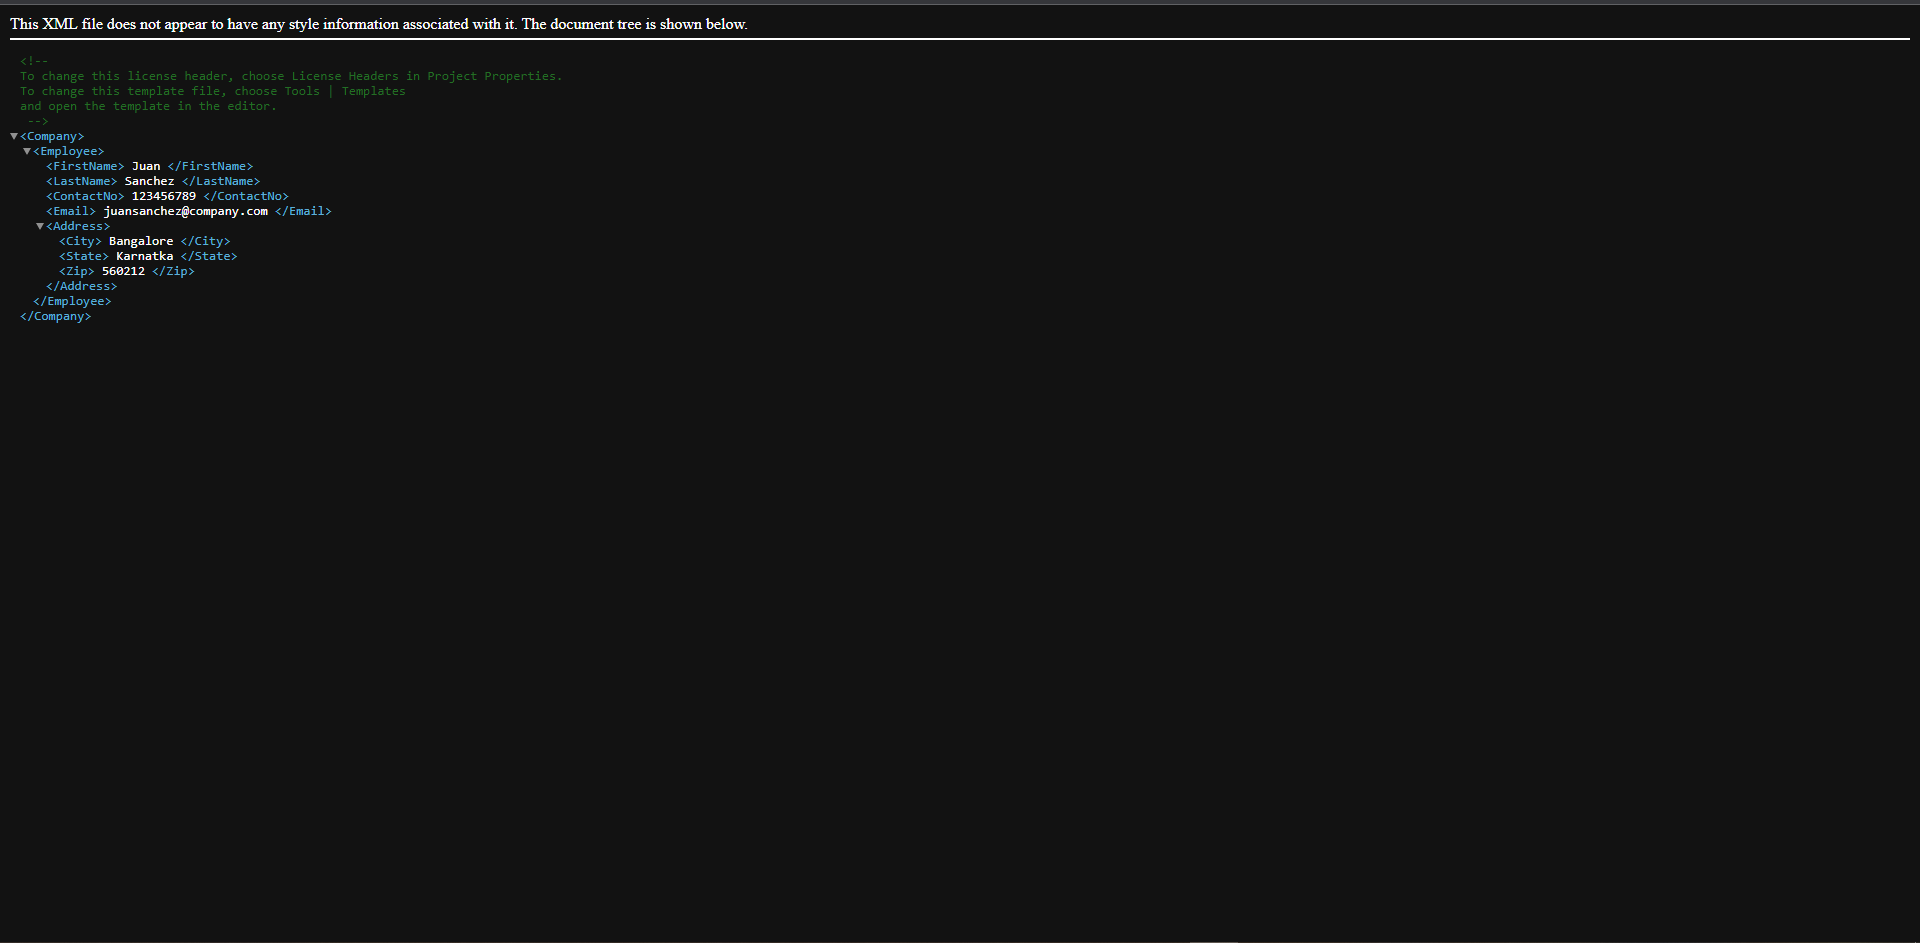 This XML file does not appear to have any style information associated with it. The document tree is shown below.
<!--
To change this license header, choose License Headers in Project Properties.
To change this template file, choose Tools | Templates
and open the template in the editor.
-->
▼<Company>
▼<Employee>
<FirstName> Juan </FirstName>
<LastName> Sanchez </LastName>
<ContactNo> 123456789 </ContactNo>
<Email> juansanchez@company.com </Email>
▼<Address>
<City> Bangalore </City>
<State> Karnatka </State>
<Zip> 560212 </Zip>
</Address>
</Employee>
</Company>